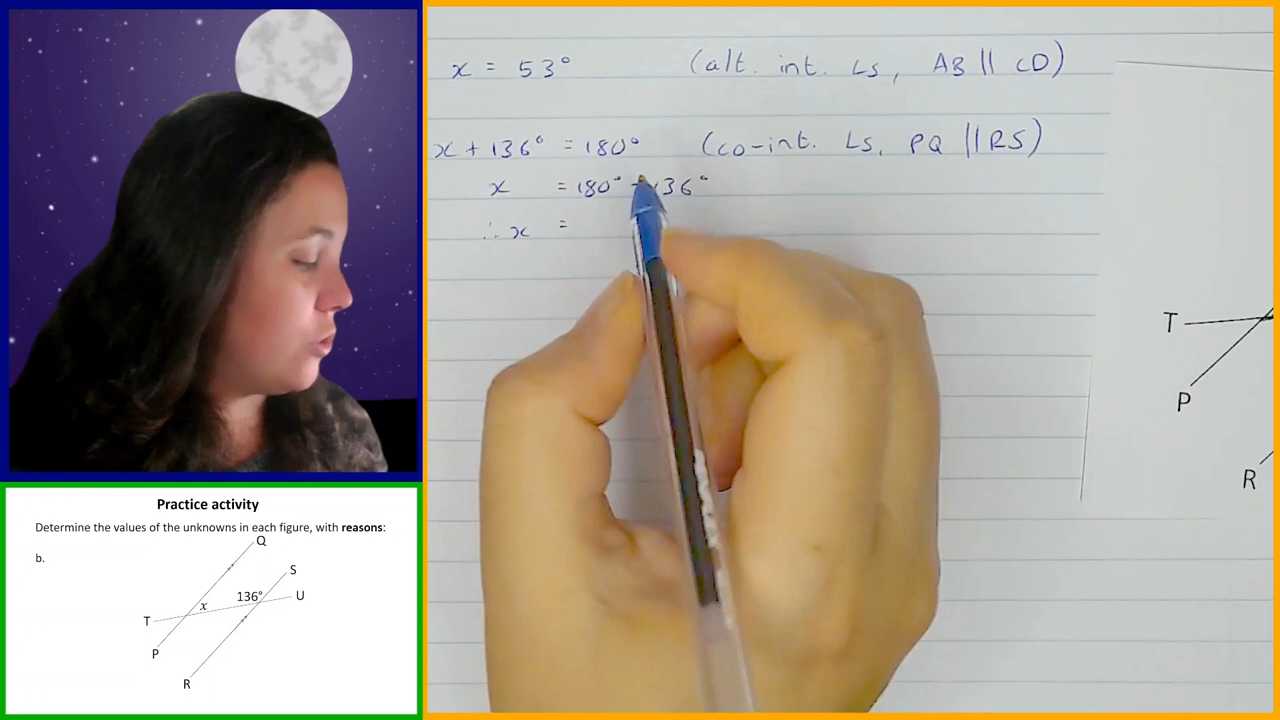 x = 53° (alt. int. ∠s, AB || CD)
x + 136° = 180° (co-int. ∠s, PQ || RS)
x = 180° - 136°
∴ x =
T
P
R
Practice activity
Determine the values of the unknowns in each figure, with reasons:
b.
Q
S
136°
U
x
T
P
R